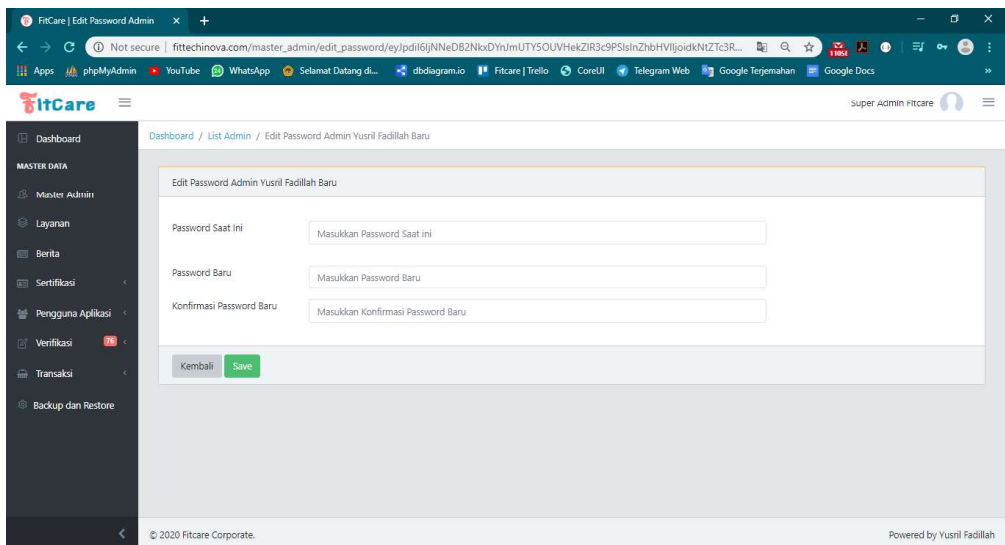 FitCare | Edit Password Admin
Not secure | fittechinova.com/master_admin/edit_password/
Apps phpMyAdmin YouTube WhatsApp Selamat Datang di... dbdiagram.io Fitcare | Trello CoreUI Telegram Web Google Terjemahan Google Docs
FitCare
Super Admin Fitcare
Dashboard
Dashboard / List Admin / Edit Password Admin Yusril Fadillah Baru
MASTER DATA
Master Admin
Layanan
Berita
Sertifikasi
Pengguna Aplikasi
Verifikasi 76
Transaksi
Backup dan Restore
Edit Password Admin Yusril Fadillah Baru
Password Saat Ini
Masukkan Password Saat ini
Password Baru
Masukkan Password Baru
Konfirmasi Password Baru
Masukkan Konfirmasi Password Baru
Kembali Save
© 2020 Fitcare Corporate.
Powered by Yusril Fadillah